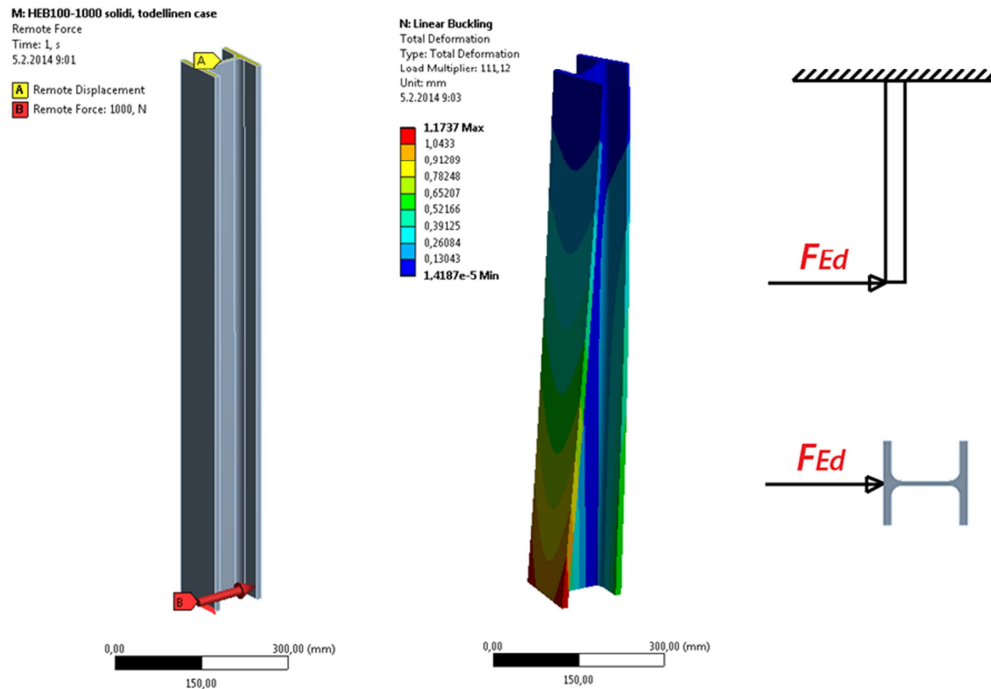 M: HEB100-1000 solidi, todellinen case
Remote Force
Time: 1, s
5.2.2014 9:01
A Remote Displacement
B Remote Force: 1000, N
A
B
0,00 300,00 (mm)
150,00
N: Linear Buckling
Total Deformation
Type: Total Deformation
Load Multiplier: 111,12
Unit: mm
5.2.2014 9:03
1,1737 Max
1,0433
0,91289
0,78248
0,65207
0,52166
0,39125
0,26084
0,13043
1,4187e-5 Min
0,00 300,00 (mm)
150,00
FEd
FEd